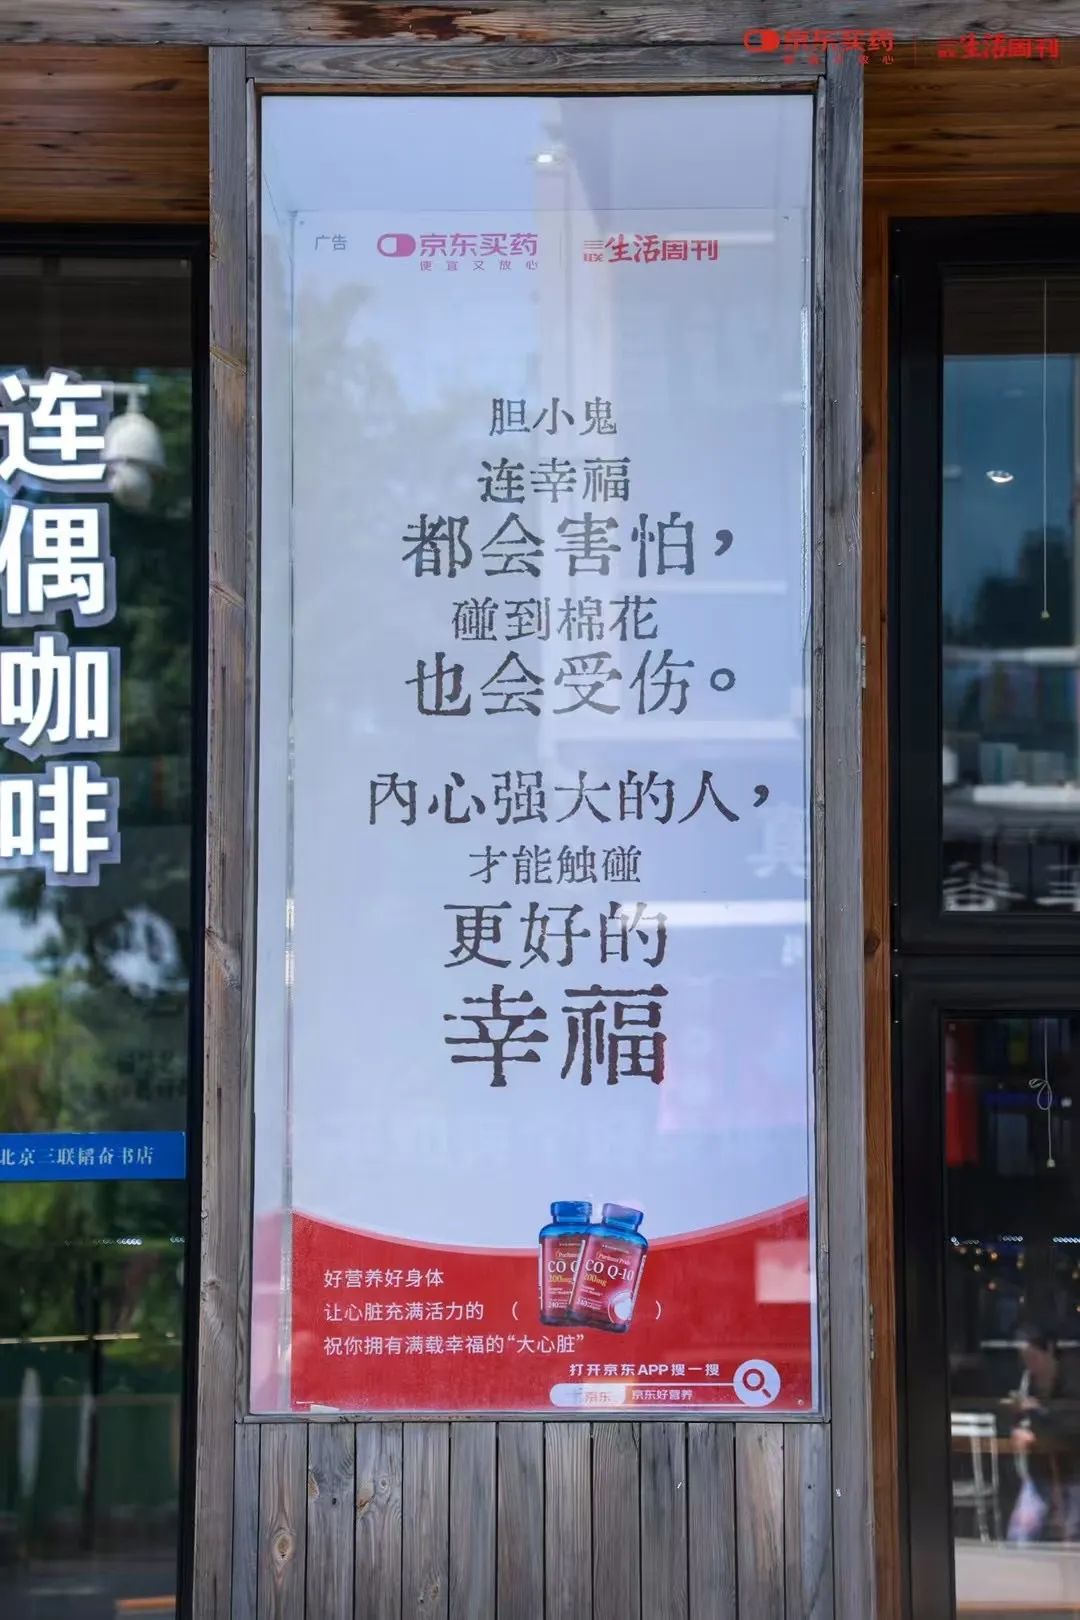 京东买药
三联生活周刊
广告
京东买药
便宜又放心
三联生活周刊
胆小鬼
连幸福
都会害怕，
碰到棉花
也会受伤。
内心强大的人，
才能触碰
更好的
幸福
连偶咖啡
北京三联韬奋书店
好营养好身体
让心脏充满活力的（ ）
祝你拥有满载幸福的“大心脏”
Puritan's Pride
CO Q-10
200mg
240
打开京东APP搜一搜
京东
京东好营养